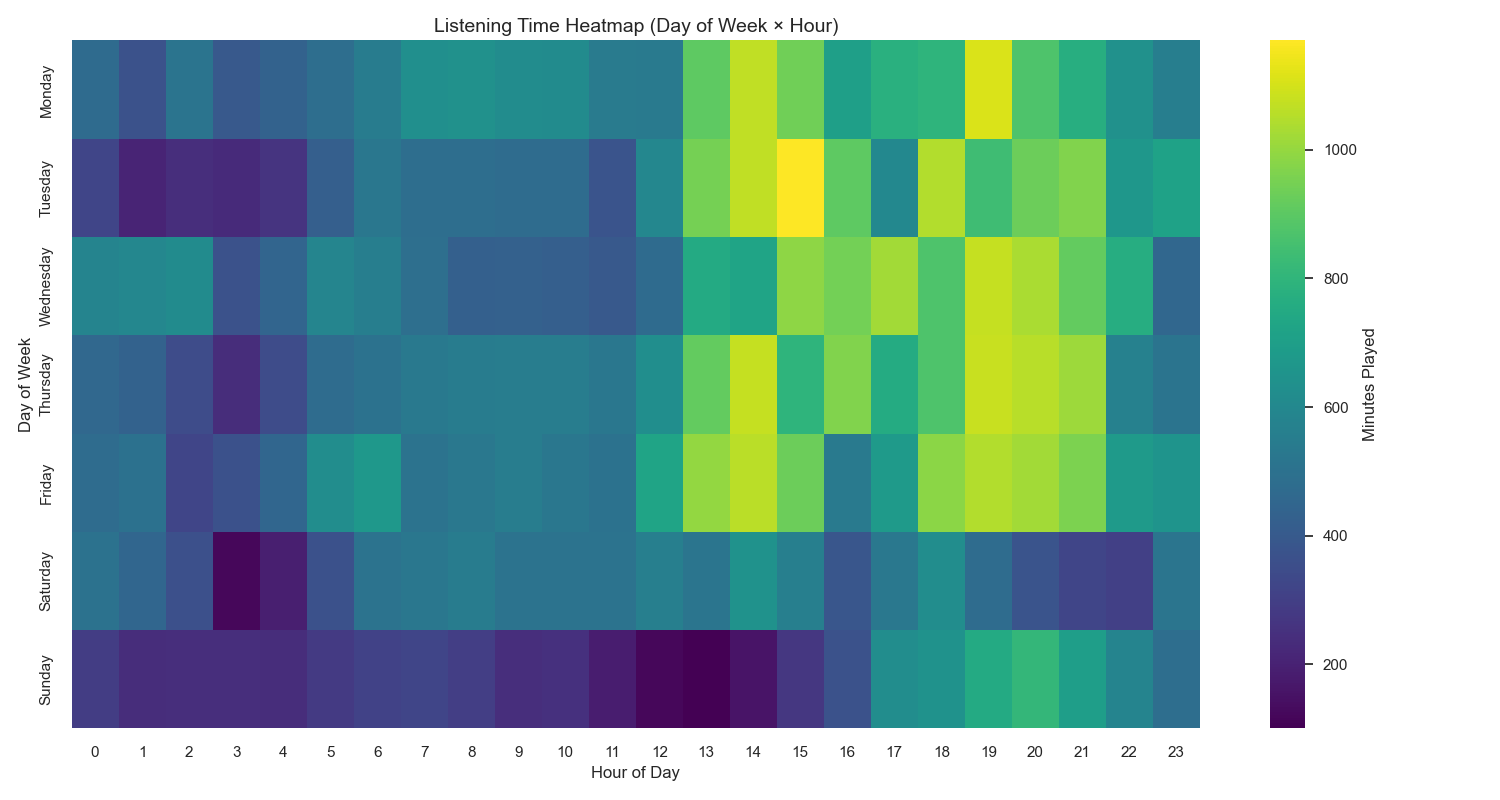 Listening Time Heatmap (Day of Week × Hour)
Day of Week
Monday
Tuesday
Wednesday
Thursday
Friday
Saturday
Sunday
0 1 2 3 4 5 6 7 8 9 10 11 12 13 14 15 16 17 18 19 20 21 22 23
Hour of Day
1000
800
600
400
200
Minutes Played